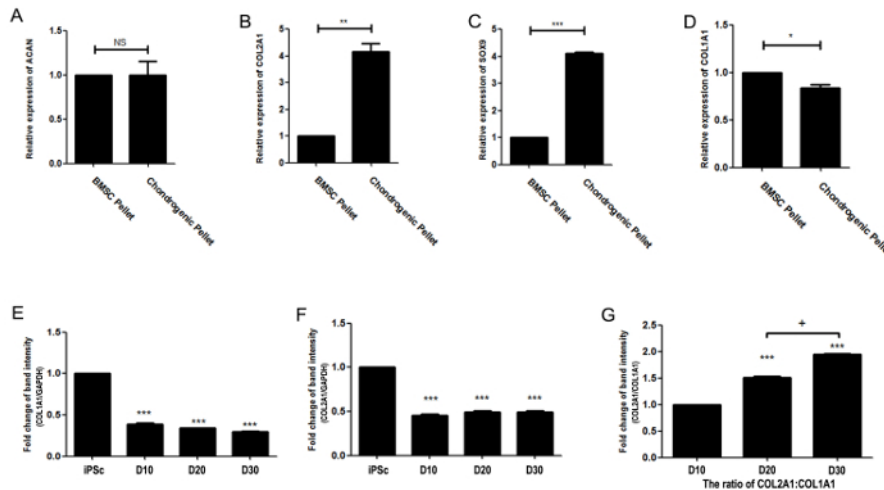 A
Relative expression of ACAN
1.5
1.0
0.5
0.0
NS
BMSC Pellet
Chondrogenic Pellet
B
Relative expression of COL2A1
5
4
3
2
1
0
**
BMSC Pellet
Chondrogenic Pellet
C
Relative expression of SOX9
5
4
3
2
1
0
***
BMSC Pellet
Chondrogenic Pellet
D
Relative expression of COL1A1
1.5
1.0
0.5
0.0
*
BMSC Pellet
Chondrogenic Pellet
E
Fold change of band intensity
(COL1A1/GAPDH)
1.5
1.0
0.5
0.0
*** *** ***
iPSc D10 D20 D30
F
Fold change of band intensity
(COL2A1/GAPDH)
1.5
1.0
0.5
0.0
*** *** ***
iPSc D10 D20 D30
G
Fold change of band intensity
(COL2A1/COL1A1)
2.5
2.0
1.5
1.0
0.5
0.0
+
*** ***
D10 D20 D30
The ratio of COL2A1:COL1A1